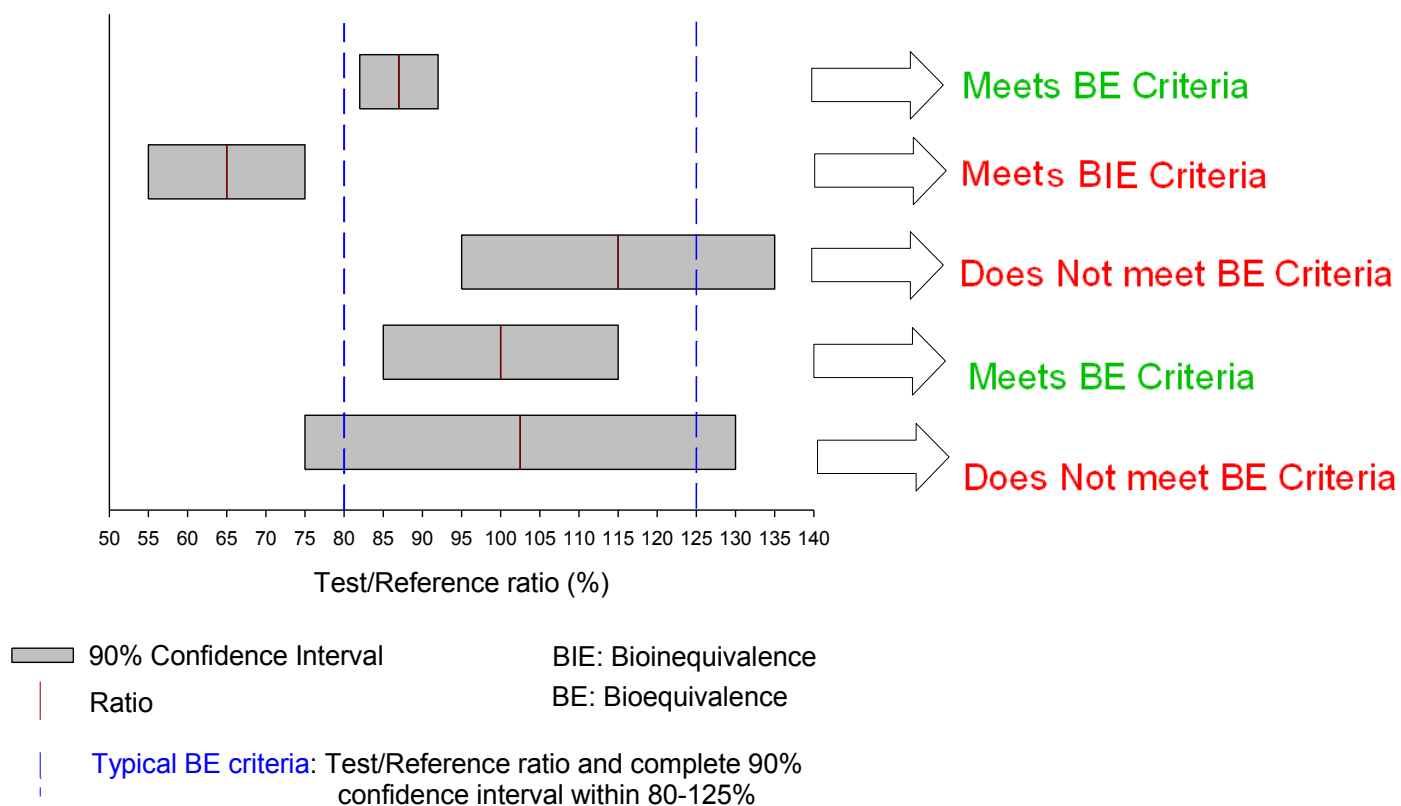 Meets BE Criteria
Meets BIE Criteria
Does Not meet BE Criteria
Meets BE Criteria
Does Not meet BE Criteria
50 55 60 65 70 75 80 85 90 95 100 105 110 115 120 125 130 135 140
Test/Reference ratio (%)
90% Confidence Interval
BIE: Bioinequivalence
Ratio
BE: Bioequivalence
Typical BE criteria: Test/Reference ratio and complete 90%
confidence interval within 80-125%